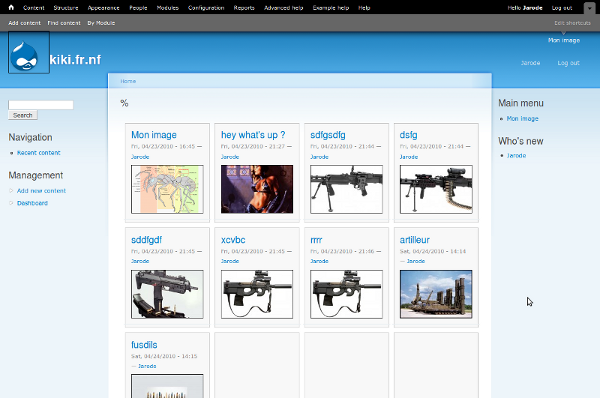 Content Structure Appearance People Modules Configuration Reports Advanced help Example help Help Hello Jarode Log out
Add content Find content By Module Edit shortcuts
Mon image
kiki.fr.nf
Jarode Log out
Home
Search
Navigation
Recent content
Management
Add new content
Dashboard
%
Mon image
Fri, 04/23/2010 - 16:45 —
Jarode
hey what's up ?
Fri, 04/23/2010 - 21:27 —
Jarode
sdfgsdfg
Fri, 04/23/2010 - 21:44 —
Jarode
dsfg
Fri, 04/23/2010 - 21:44 —
Jarode
sddfgdf
Fri, 04/23/2010 - 21:45 —
Jarode
xcvbc
Fri, 04/23/2010 - 21:45 —
Jarode
rrrr
Fri, 04/23/2010 - 21:46 —
Jarode
artilleur
Sat, 04/24/2010 - 14:14
— Jarode
fusdils
Sat, 04/24/2010 - 14:15
— Jarode
Main menu
Mon image
Who's new
Jarode